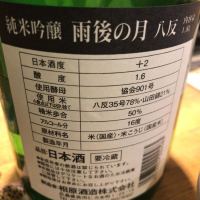 純米吟醸 雨後の月 八反
日本酒度 +2
酸度 1.6
使用酵母 協会901号
使用米 八反35号78%・山田錦21%
精米歩合 50%
アルコール分 16度
原材料名 米(国産)・米こうじ(国産米)
製造年月
品目 日本酒 要冷蔵
相原酒造株式会社